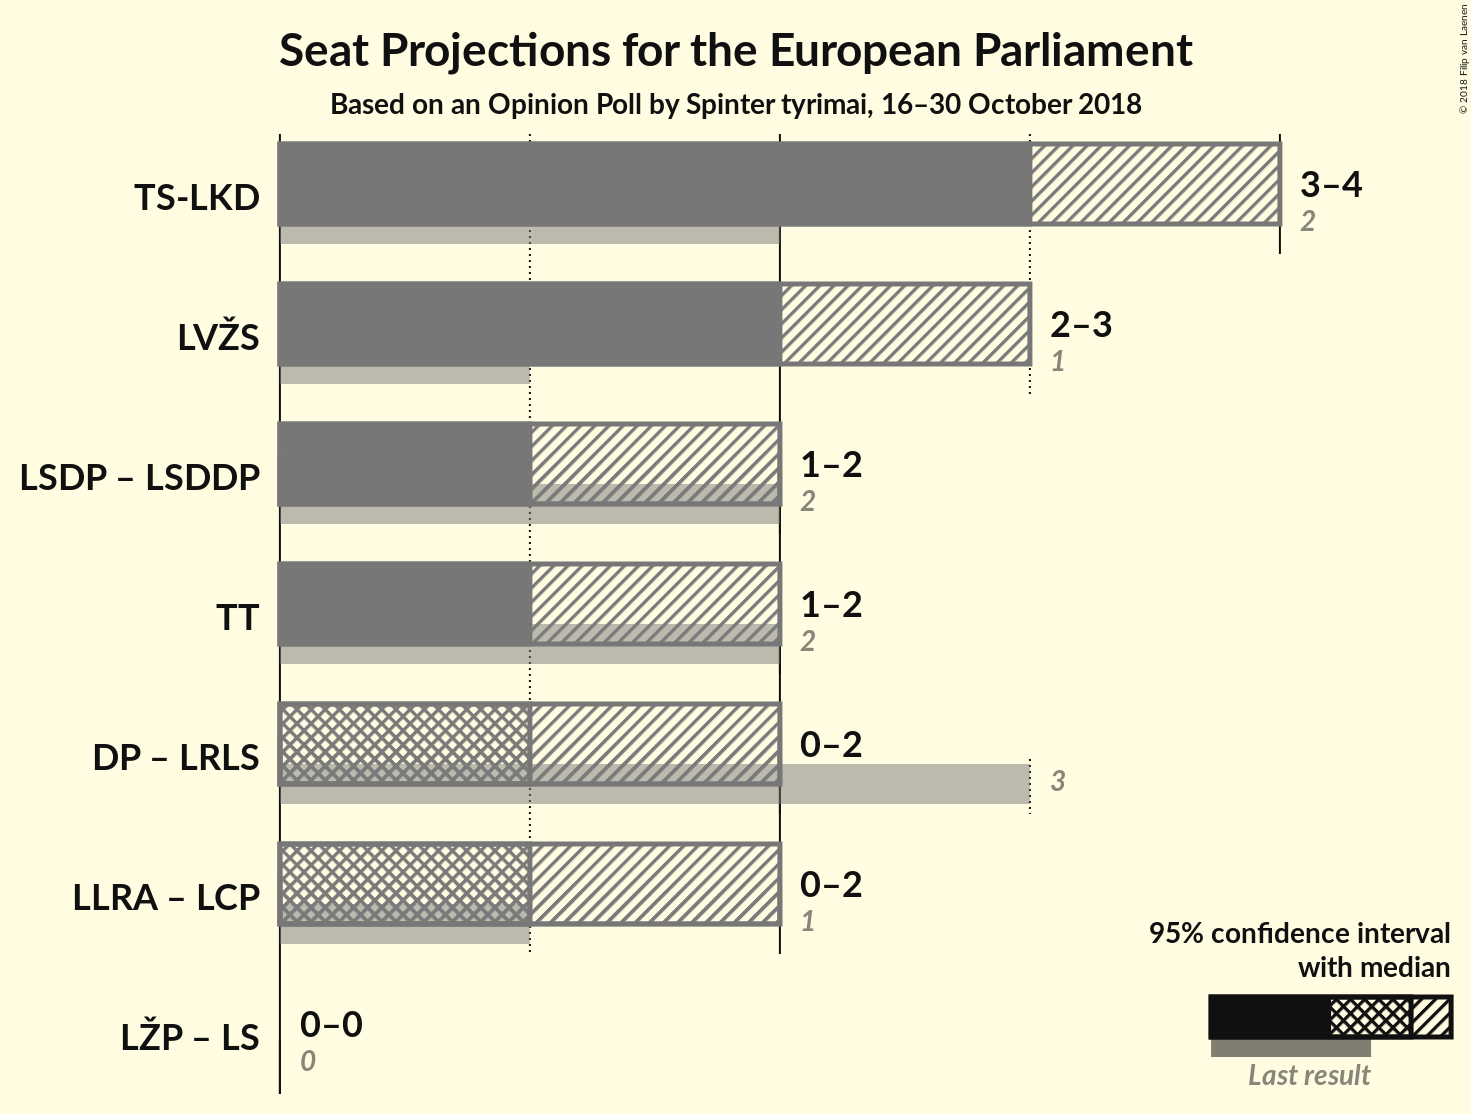 Seat Projections for the European Parliament
Based on an Opinion Poll by Spinter tyrimai, 16–30 October 2018
© 2018 Filip van Laenen
TS-LKD
3–4
2
LVŽS
2–3
1
LSDP – LSDDP
1–2
2
TT
1–2
2
DP – LRLS
0–2
3
LLRA – LCP
0–2
1
LŽP – LS
0–0
0
95% confidence interval
with median
Last result